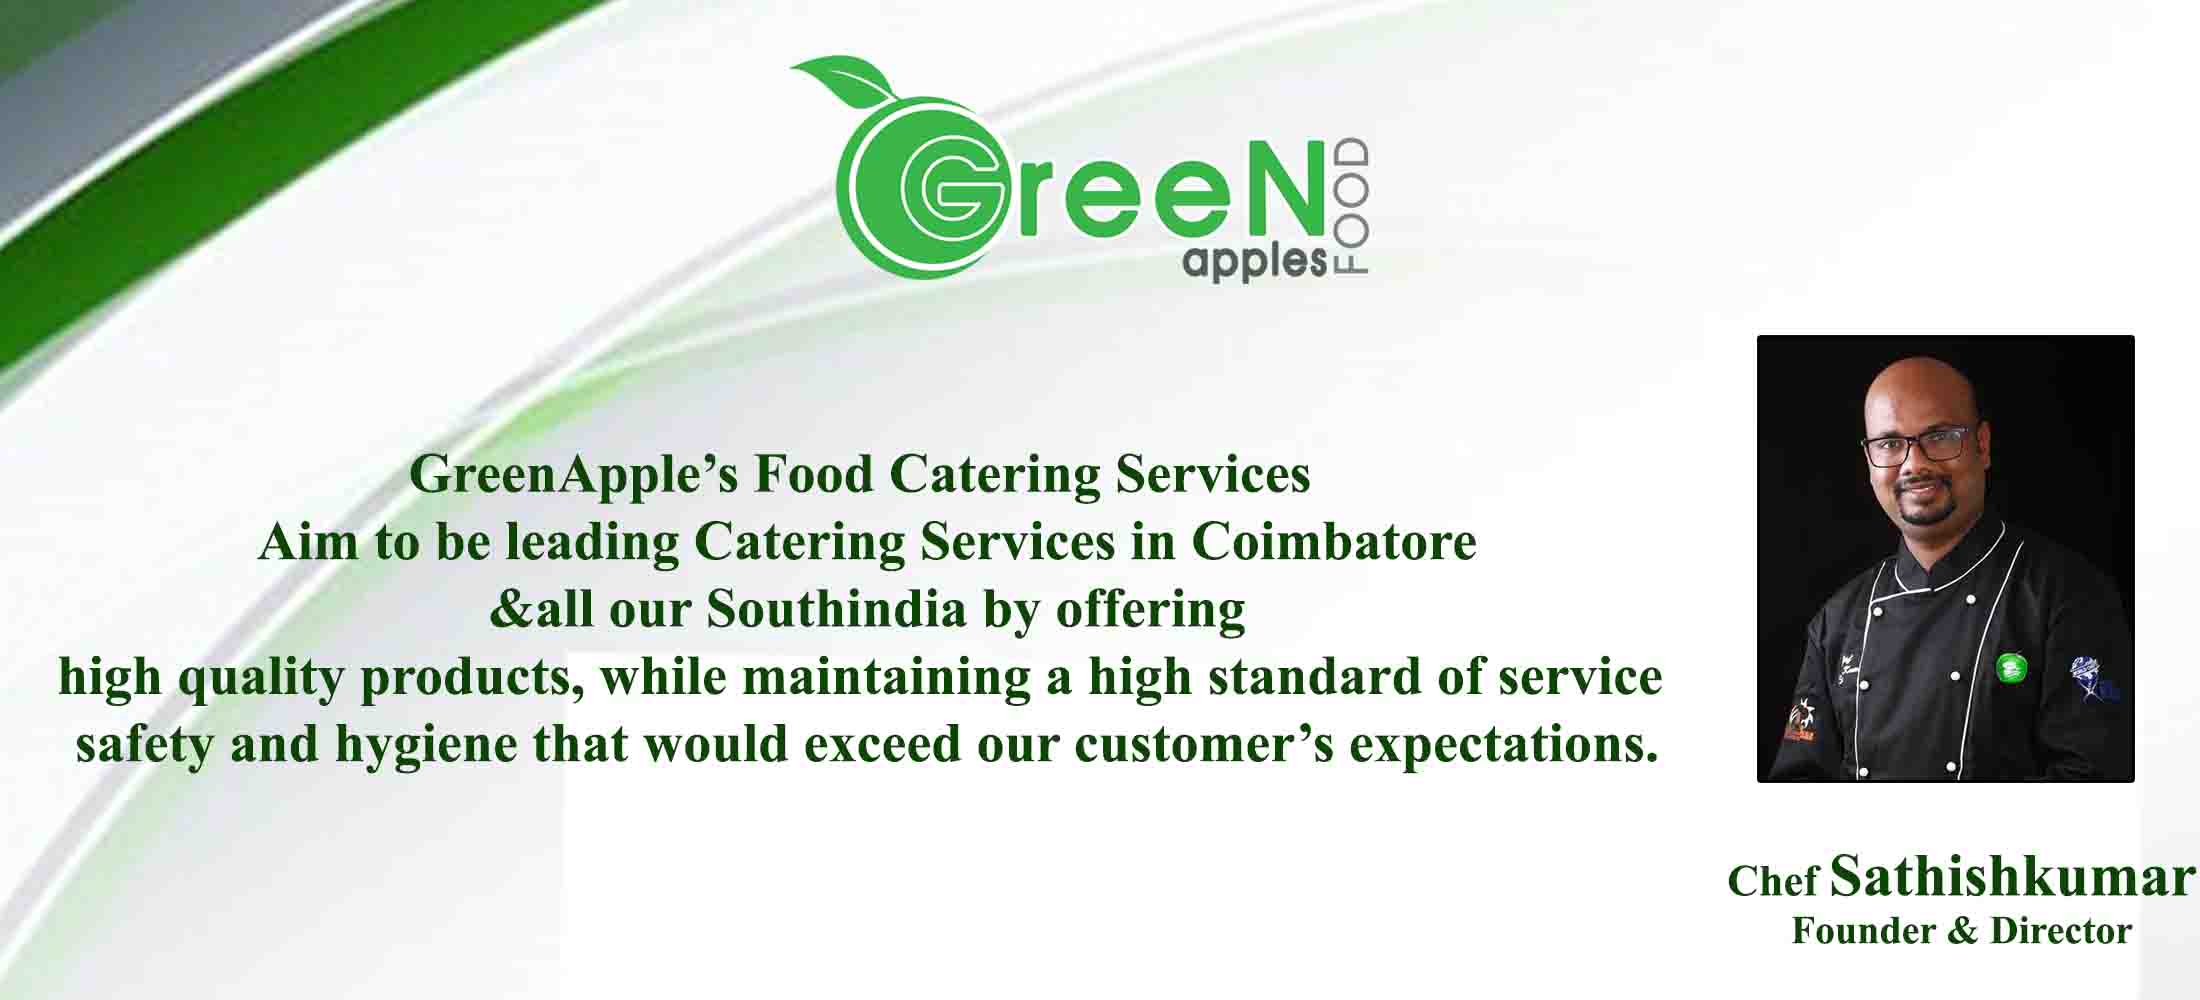 GreeN
apples
FOOD
GreenApple’s Food Catering Services
Aim to be leading Catering Services in Coimbatore
&all our Southindia by offering
high quality products, while maintaining a high standard of service
safety and hygiene that would exceed our customer’s expectations.
Chef Sathishkumar
Founder & Director